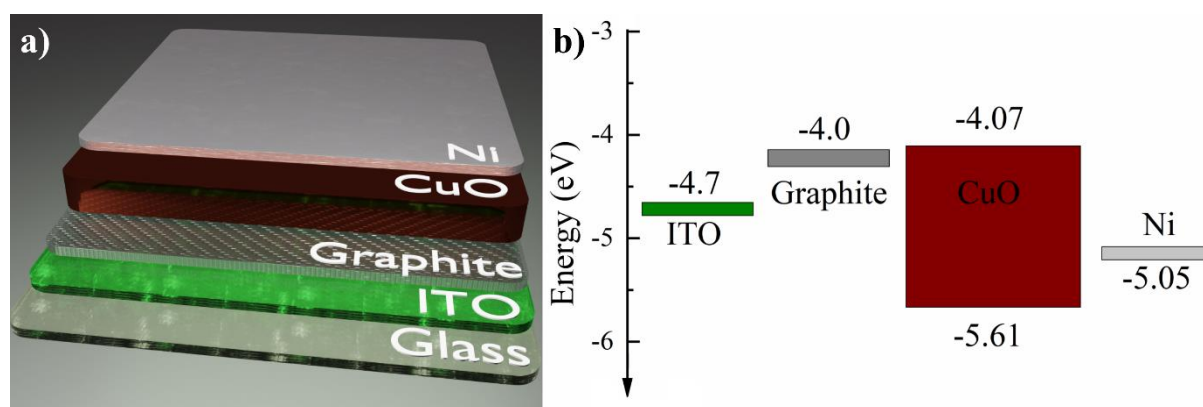 a)
Ni
CuO
Graphite
ITO
Glass
b)
Energy (eV)
-3
-4
-5
-6
-4.7
ITO
-4.0
Graphite
-4.07
CuO
-5.61
Ni
-5.05